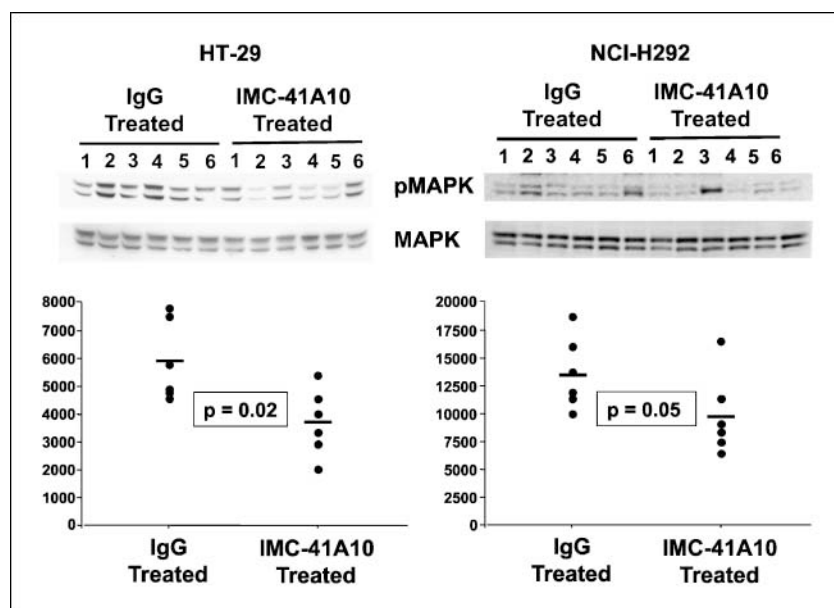 HT-29
NCI-H292
IgG
Treated
IMC-41A10
Treated
IgG
Treated
IMC-41A10
Treated
1 2 3 4 5 6 1 2 3 4 5 6
1 2 3 4 5 6 1 2 3 4 5 6
pMAPK
MAPK
8000
7000
6000
5000
4000
3000
2000
1000
0
p = 0.02
IgG
Treated
IMC-41A10
Treated
20000
17500
15000
12500
10000
7500
5000
2500
0
p = 0.05
IgG
Treated
IMC-41A10
Treated